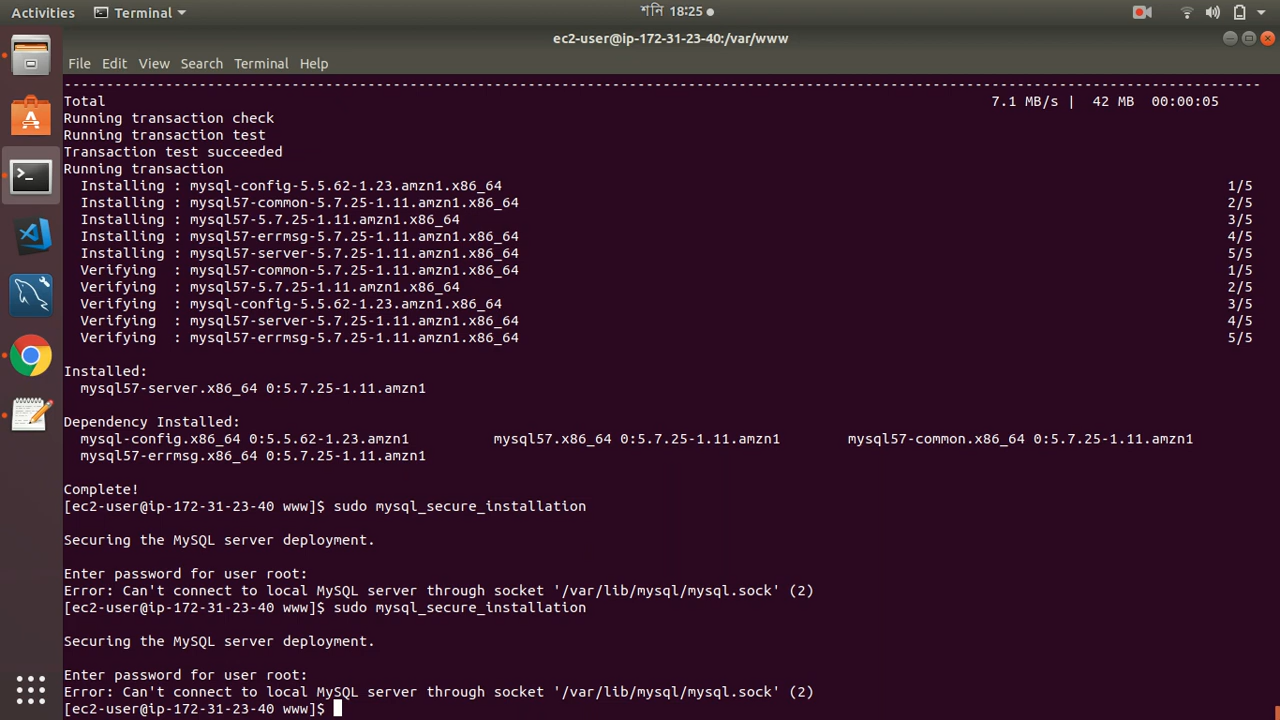 Activities Terminal শনি 18:25
ec2-user@ip-172-31-23-40:/var/www
File Edit View Search Terminal Help
--------------------------------------------------------------------------------------------------------------------------------------------
Total 7.1 MB/s | 42 MB 00:00:05
Running transaction check
Running transaction test
Transaction test succeeded
Running transaction
Installing : mysql-config-5.5.62-1.23.amzn1.x86_64 1/5
Installing : mysql57-common-5.7.25-1.11.amzn1.x86_64 2/5
Installing : mysql57-5.7.25-1.11.amzn1.x86_64 3/5
Installing : mysql57-errmsg-5.7.25-1.11.amzn1.x86_64 4/5
Installing : mysql57-server-5.7.25-1.11.amzn1.x86_64 5/5
Verifying : mysql57-common-5.7.25-1.11.amzn1.x86_64 1/5
Verifying : mysql57-5.7.25-1.11.amzn1.x86_64 2/5
Verifying : mysql-config-5.5.62-1.23.amzn1.x86_64 3/5
Verifying : mysql57-server-5.7.25-1.11.amzn1.x86_64 4/5
Verifying : mysql57-errmsg-5.7.25-1.11.amzn1.x86_64 5/5
Installed:
mysql57-server.x86_64 0:5.7.25-1.11.amzn1
Dependency Installed:
mysql-config.x86_64 0:5.5.62-1.23.amzn1 mysql57.x86_64 0:5.7.25-1.11.amzn1 mysql57-common.x86_64 0:5.7.25-1.11.amzn1
mysql57-errmsg.x86_64 0:5.7.25-1.11.amzn1
Complete!
[ec2-user@ip-172-31-23-40 www]$ sudo mysql_secure_installation
Securing the MySQL server deployment.
Enter password for user root:
Error: Can't connect to local MySQL server through socket '/var/lib/mysql/mysql.sock' (2)
[ec2-user@ip-172-31-23-40 www]$ sudo mysql_secure_installation
Securing the MySQL server deployment.
Enter password for user root:
Error: Can't connect to local MySQL server through socket '/var/lib/mysql/mysql.sock' (2)
[ec2-user@ip-172-31-23-40 www]$